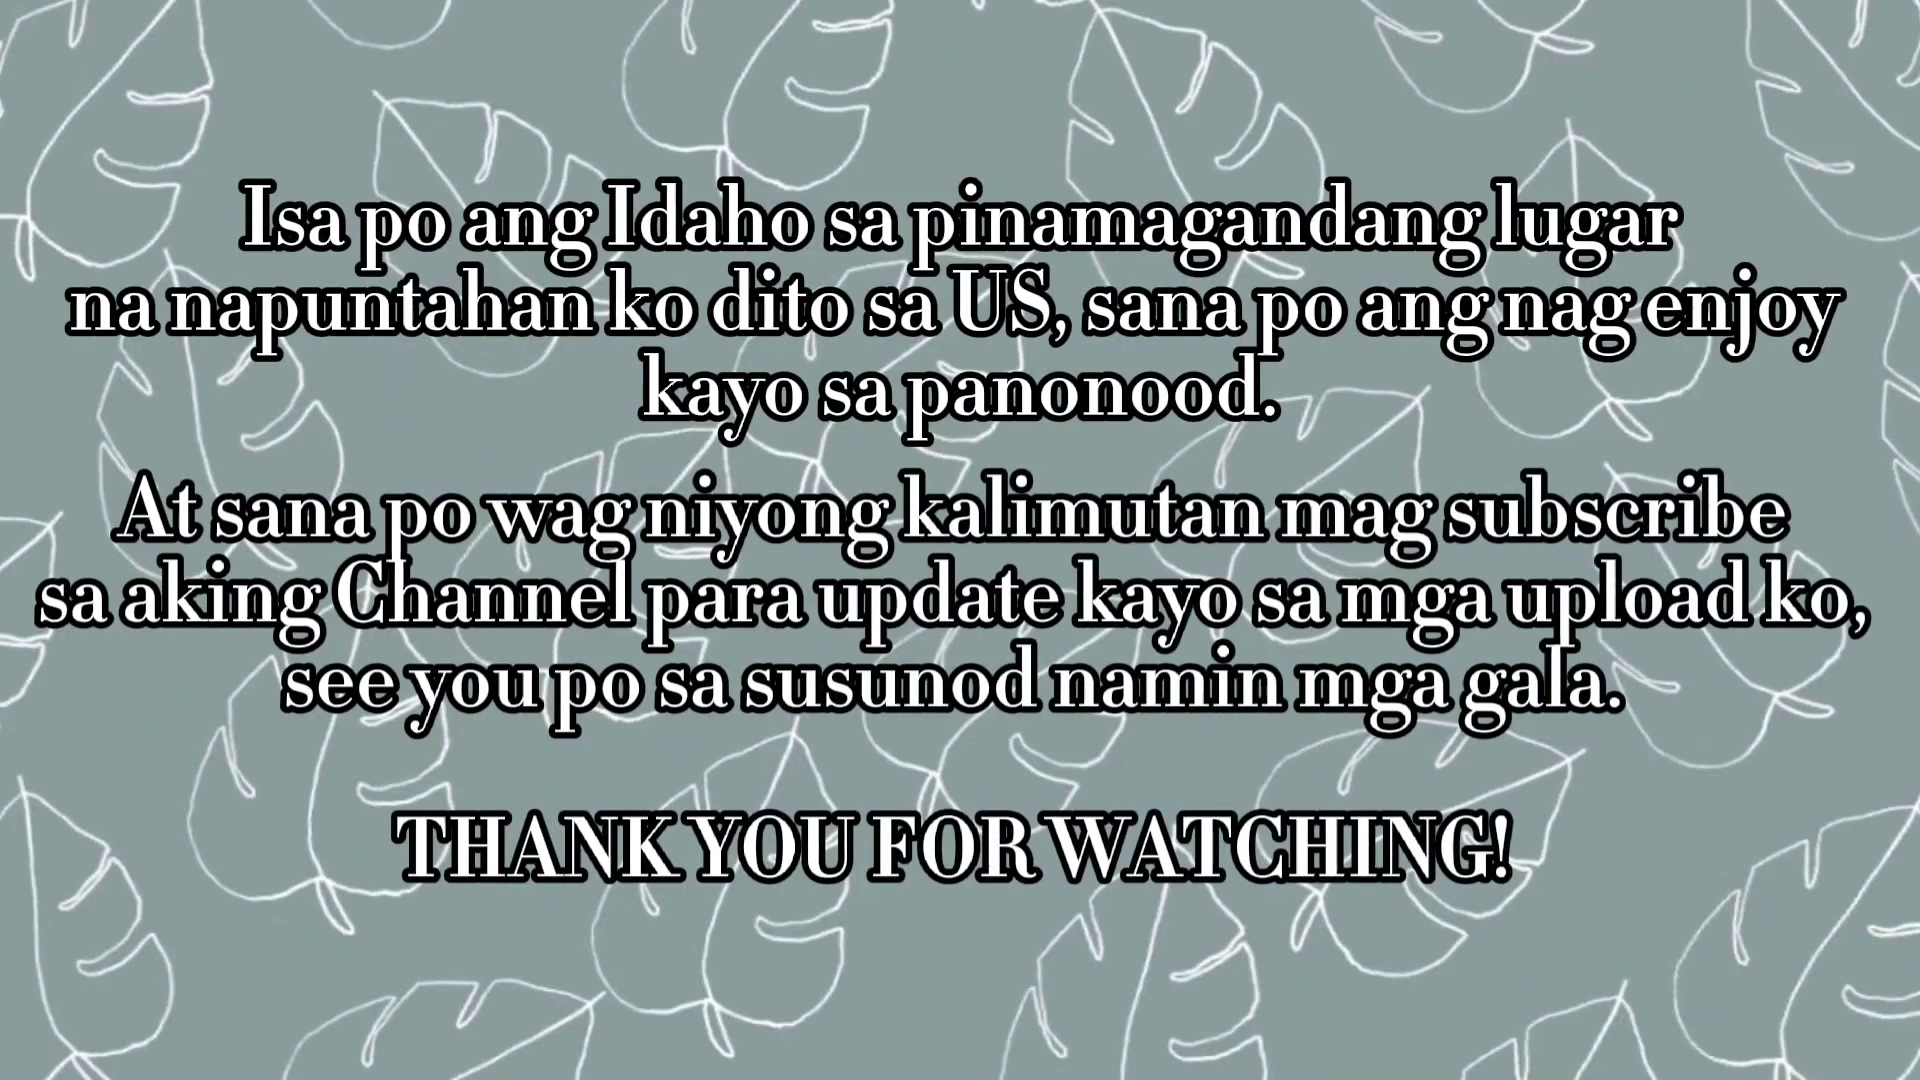 Isa po ang Idaho sa pinamagandang lugar
na napuntahan ko dito sa US, sana po ang nag enjoy
kayo sa panonood.
At sana po wag niyong kalimutan mag subscribe
sa aking Channel para update kayo sa mga upload ko,
see you po sa susunod namin mga gala.
THANK YOU FOR WATCHING!